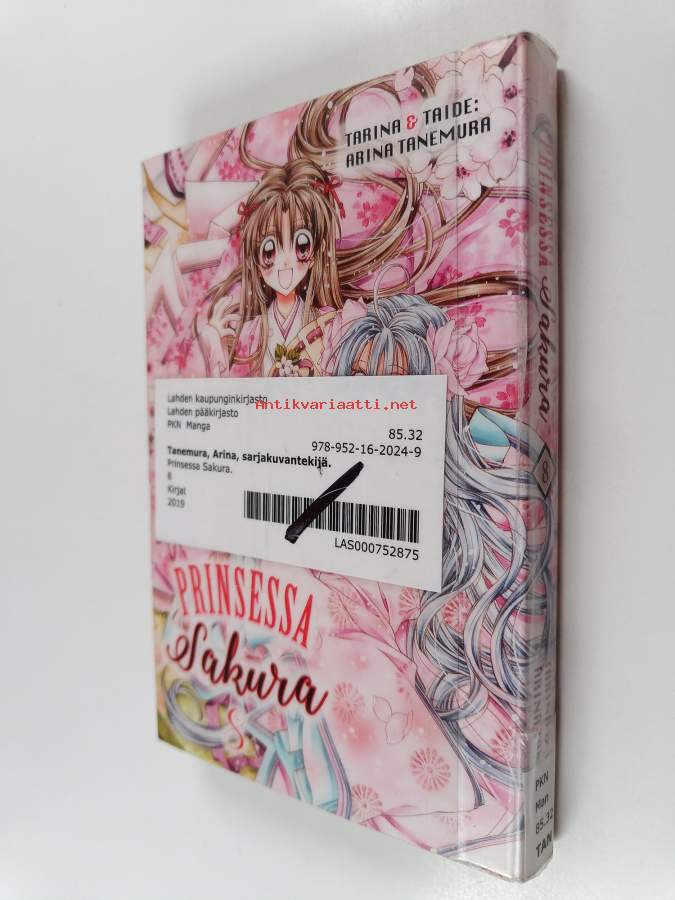 TARINA & TAIDE:
ARINA TANEMURA
Lahden kaupunginkirjasto
Lahden pääkirjasto
PKN Manga
85.32
978-952-16-2024-9
Tanemura, Arina, sarjakuvantekijä.
Prinsessa Sakura.
8
Kirjat
2019
LAS000752875
Antikvariaatti.net
PRINSESSA
Sakura
8
PRINSESSA Sakura
8
PKN
Man
85.32
TAN